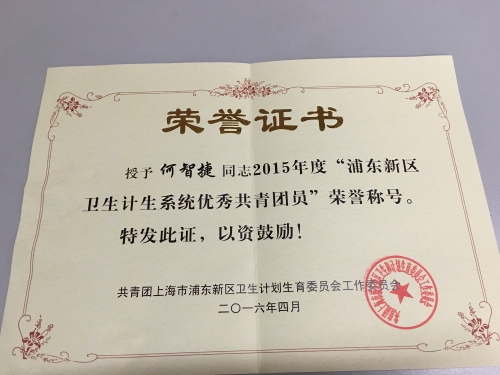 荣誉证书
授予 何智捷 同志2015年度“浦东新区
卫生计生系统优秀共青团员”荣誉称号。
特发此证，以资鼓励！
共青团上海市浦东新区卫生计划生育委员会工作委员会
二〇一六年四月